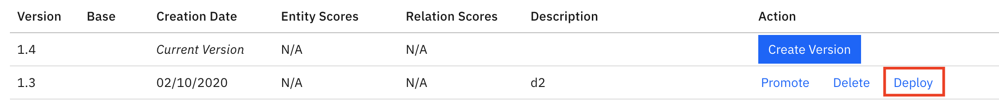 Version Base Creation Date Entity Scores Relation Scores Description Action
1.4 Current Version N/A N/A Create Version
1.3 02/10/2020 N/A N/A d2 Promote Delete Deploy